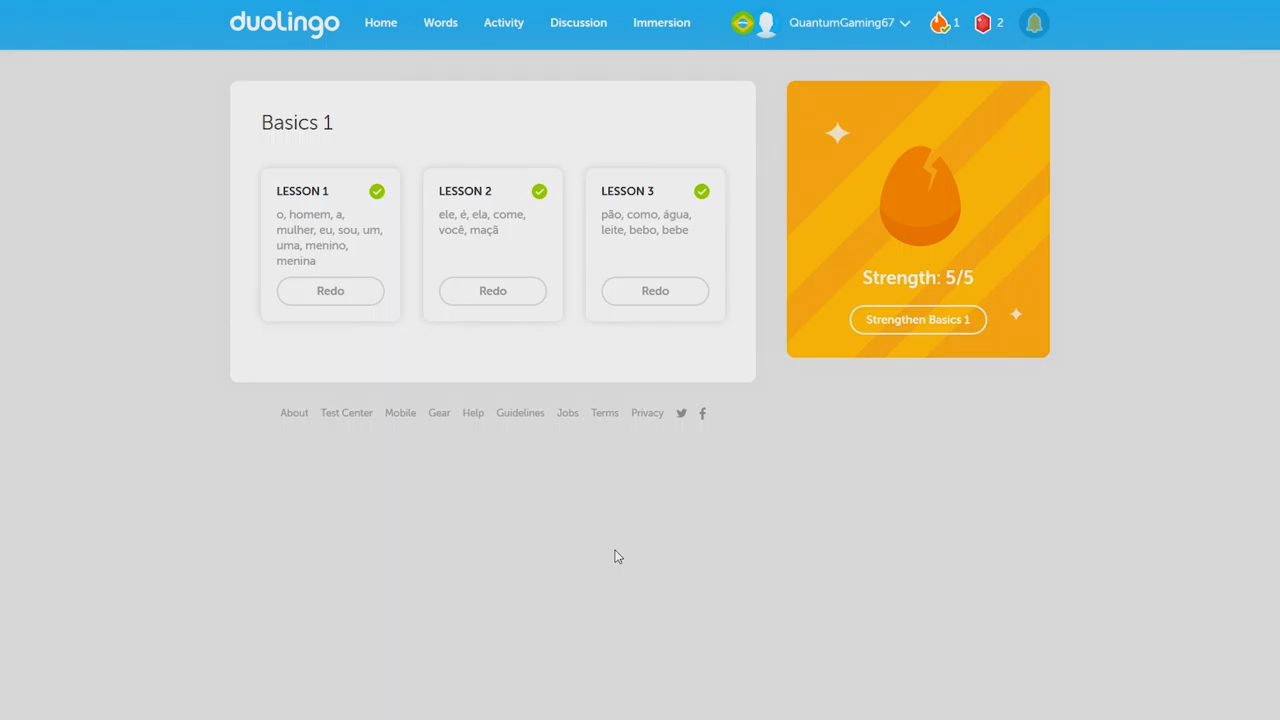 duolingo Home Words Activity Discussion Immersion QuantumGaming67 1 2
Basics 1
LESSON 1
o, homem, a,
mulher, eu, sou, um,
uma, menino,
menina
Redo
LESSON 2
ele, é, ela, come,
você, maçã
Redo
LESSON 3
pão, como, água,
leite, bebo, bebe
Redo
Strength: 5/5
Strengthen Basics 1
About Test Center Mobile Gear Help Guidelines Jobs Terms Privacy